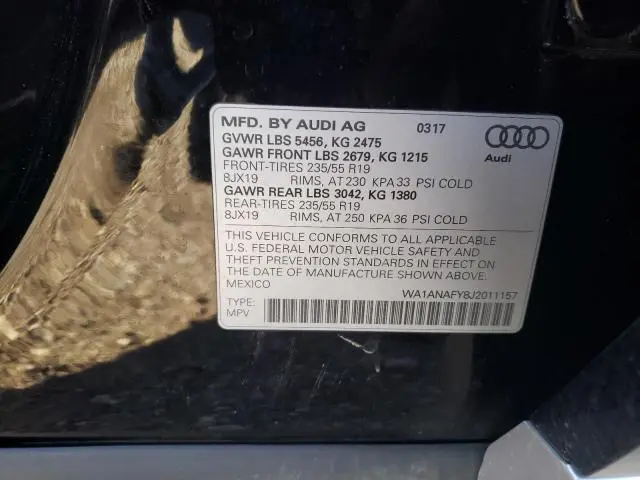 MFD. BY AUDI AG 0317
GVWR LBS 5456, KG 2475
GAWR FRONT LBS 2679, KG 1215
FRONT-TIRES 235/55 R19
8JX19 RIMS, AT 230 KPA 33 PSI COLD
GAWR REAR LBS 3042, KG 1380
REAR-TIRES 235/55 R19
8JX19 RIMS, AT 250 KPA 36 PSI COLD
Audi
THIS VEHICLE CONFORMS TO ALL APPLICABLE
U.S. FEDERAL MOTOR VEHICLE SAFETY AND
THEFT PREVENTION STANDARDS IN EFFECT ON
THE DATE OF MANUFACTURE SHOWN ABOVE.
MEXICO
WA1ANAFY8J2011157
TYPE:
MPV